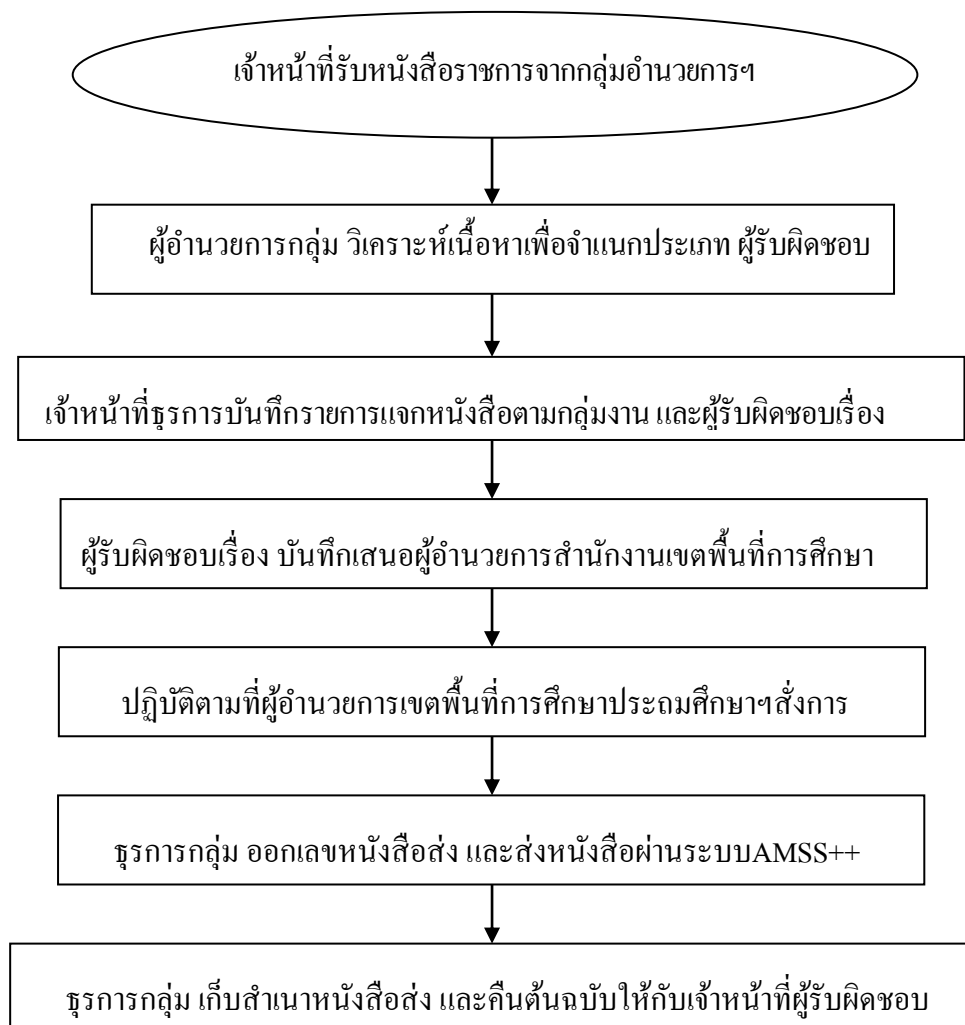 เจ้าหน้าที่รับหนังสือราชการจากกลุ่มอำนวยการฯ
ผู้อำนวยการกลุ่ม วิเคราะห์เนื้อหาเพื่อจำแนกประเภท ผู้รับผิดชอบ
เจ้าหน้าที่ธุรการบันทึกรายการแจกหนังสือตามกลุ่มงาน และผู้รับผิดชอบเรื่อง
ผู้รับผิดชอบเรื่อง บันทึกเสนอผู้อำนวยการสำนักงานเขตพื้นที่การศึกษา
ปฏิบัติตามที่ผู้อำนวยการเขตพื้นที่การศึกษาประถมศึกษาฯสั่งการ
ธุรการกลุ่ม ออกเลขหนังสือส่ง และส่งหนังสือผ่านระบบAMSS++
ธุรการกลุ่ม เก็บสำเนาหนังสือส่ง และคืนต้นฉบับให้กับเจ้าหน้าที่ผู้รับผิดชอบ